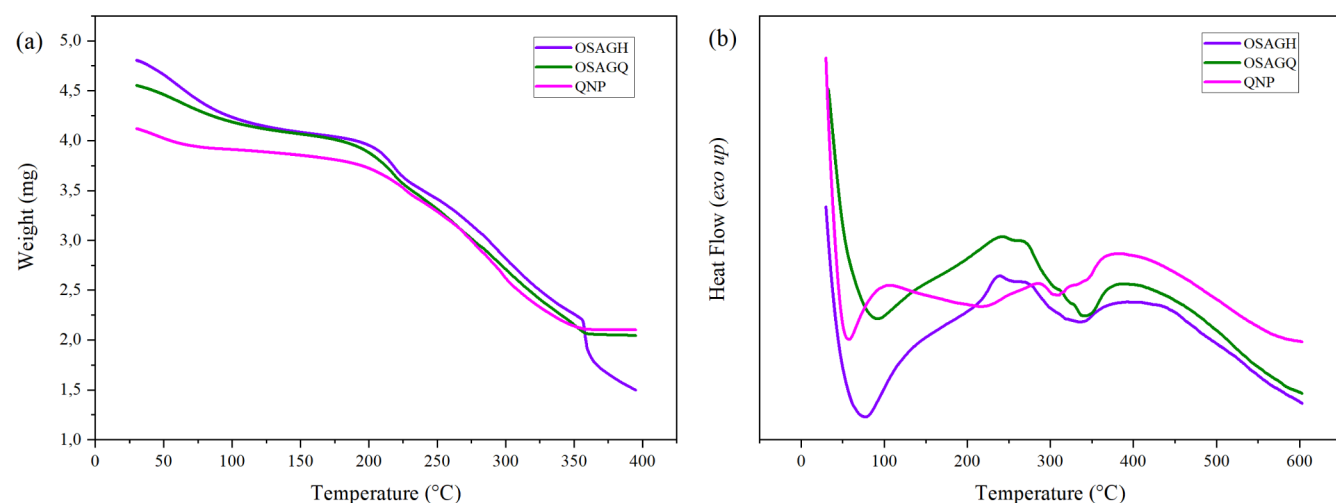 (a)
OSAGH
OSAGQ
QNP
Weight (mg)
5,0
4,5
4,0
3,5
3,0
2,5
2,0
1,5
1,0
0 50 100 150 200 250 300 350 400
Temperature (°C)
(b)
OSAGH
OSAGQ
QNP
Heat Flow (exo up)
0 100 200 300 400 500 600
Temperature (°C)